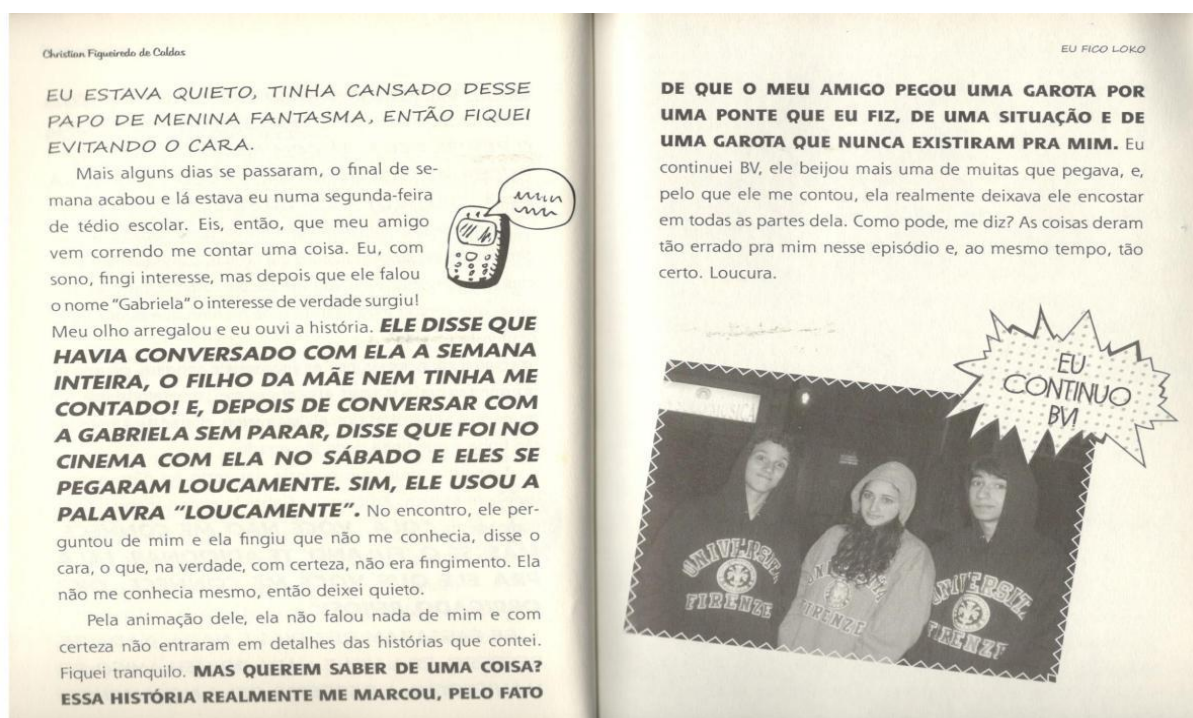 Christian Figueiredo de Caldas
EU ESTAVA QUIETO, TINHA CANSADO DESSE
PAPO DE MENINA FANTASMA, ENTÃO FIQUEI
EVITANDO O CARA.
Mais alguns dias se passaram, o final de se-
mana acabou e lá estava eu numa segunda-feira
de tédio escolar. Eis, então, que meu amigo
vem correndo me contar uma coisa. Eu, com
sono, fingi interesse, mas depois que ele falou
o nome "Gabriela" o interesse de verdade surgiu!
Meu olho arregalou e eu ouvi a história. ELE DISSE QUE
HAVIA CONVERSADO COM ELA A SEMANA
INTEIRA, O FILHO DA MÃE NEM TINHA ME
CONTADO! E, DEPOIS DE CONVERSAR COM
A GABRIELA SEM PARAR, DISSE QUE FOI NO
CINEMA COM ELA NO SÁBADO E ELES SE
PEGARAM LOUCAMENTE. SIM, ELE USOU A
PALAVRA "LOUCAMENTE". No encontro, ele per-
guntou de mim e ela fingiu que não me conhecia, disse o
cara, o que, na verdade, com certeza, não era fingimento. Ela
não me conhecia mesmo, então deixei quieto.
Pela animação dele, ela não falou nada de mim e com
certeza não entraram em detalhes das histórias que contei.
Fiquei tranquilo. MAS QUEREM SABER DE UMA COISA?
ESSA HISTÓRIA REALMENTE ME MARCOU, PELO FATO
EU FICO LOKO
DE QUE O MEU AMIGO PEGOU UMA GAROTA POR
UMA PONTE QUE EU FIZ, DE UMA SITUAÇÃO E DE
UMA GAROTA QUE NUNCA EXISTIRAM PRA MIM. Eu
continuei BV, ele beijou mais uma de muitas que pegava, e,
pelo que ele me contou, ela realmente deixava ele encostar
em todas as partes dela. Como pode, me diz? As coisas deram
tão errado pra mim nesse episódio e, ao mesmo tempo, tão
certo. Loucura.
EU
CONTINUO
BV!
UNIVERSIT
FIRENZE
UNIVERSIT
FIRENZE
UNIVERSIT
FIRENZE